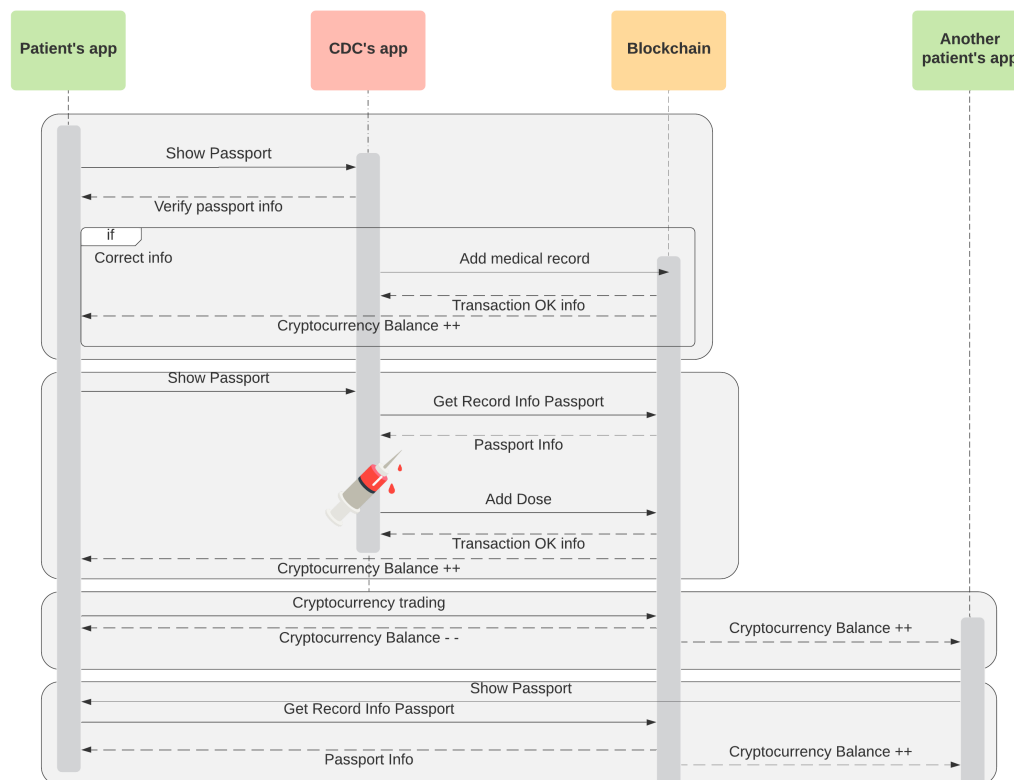 Patient's app
CDC's app
Blockchain
Another
patient's app
Show Passport
Verify passport info
if
Correct info
Add medical record
Transaction OK info
Cryptocurrency Balance ++
Show Passport
Get Record Info Passport
Passport Info
Add Dose
Transaction OK info
Cryptocurrency Balance ++
Cryptocurrency trading
Cryptocurrency Balance ++
Cryptocurrency Balance - -
Show Passport
Get Record Info Passport
Cryptocurrency Balance ++
Passport Info